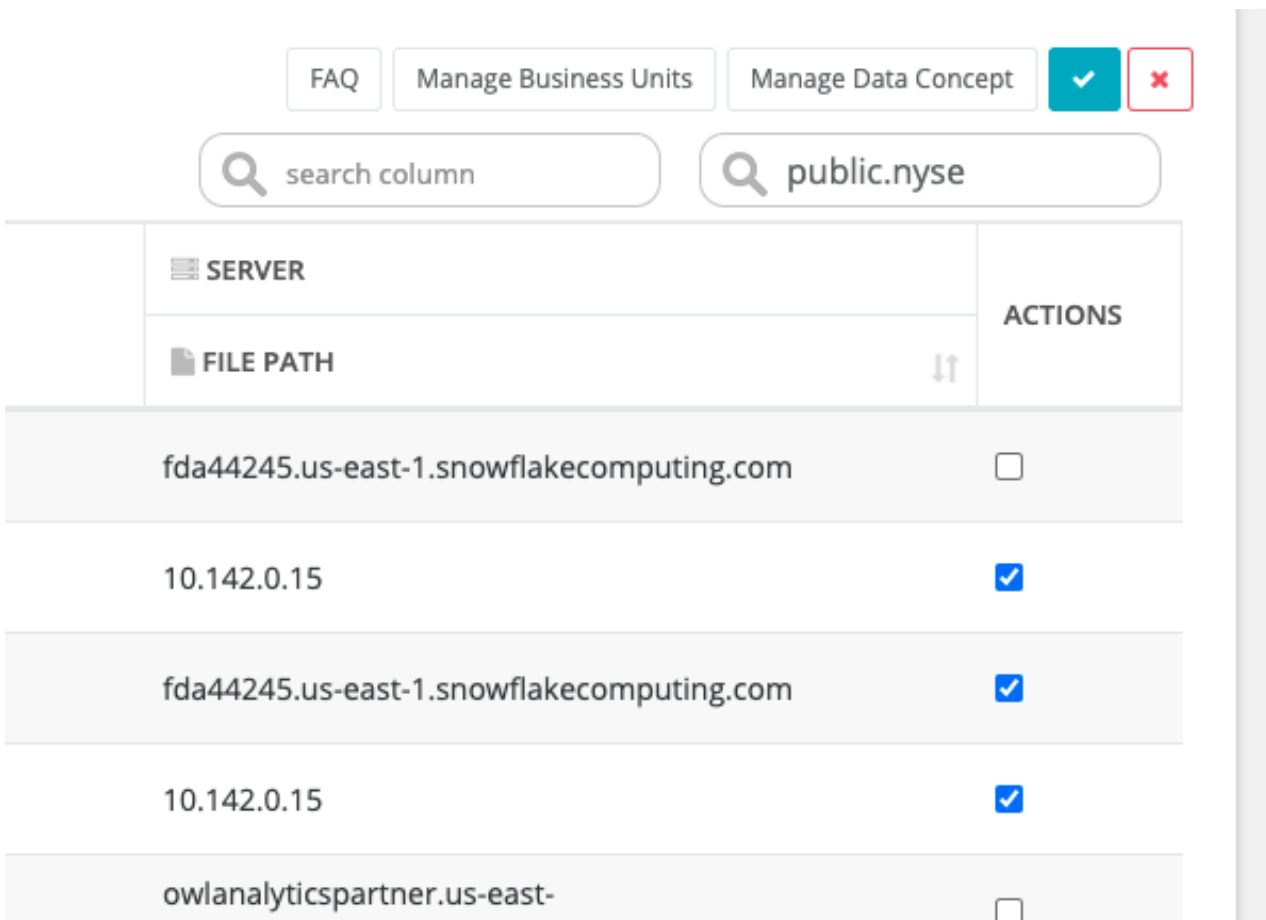 FAQ Manage Business Units Manage Data Concept
search column public.nyse
SERVER
ACTIONS
FILE PATH
fda44245.us-east-1.snowflakecomputing.com
10.142.0.15
fda44245.us-east-1.snowflakecomputing.com
10.142.0.15
owlanalyticspartner.us-east-